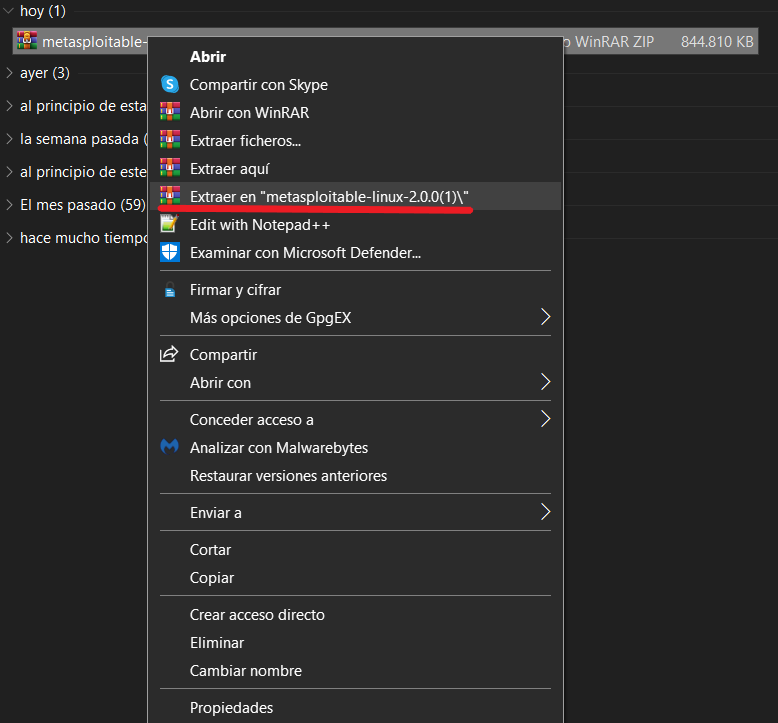 hoy (1)
metasploitable- WinRAR ZIP 844.810 KB
ayer (3)
al principio de esta
la semana pasada (
al principio de este
El mes pasado (59)
hace mucho tiempo
Abrir
Compartir con Skype
Abrir con WinRAR
Extraer ficheros...
Extraer aquí
Extraer en "metasploitable-linux-2.0.0(1)\"
Edit with Notepad++
Examinar con Microsoft Defender...
Firmar y cifrar
Más opciones de GpgEX
Compartir
Abrir con
Conceder acceso a
Analizar con Malwarebytes
Restaurar versiones anteriores
Enviar a
Cortar
Copiar
Crear acceso directo
Eliminar
Cambiar nombre
Propiedades